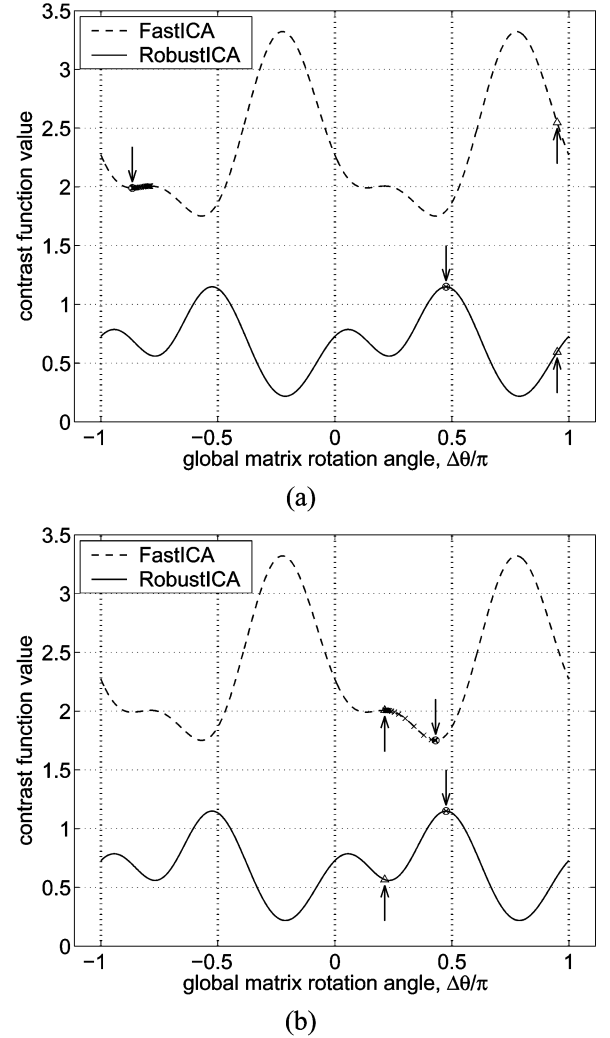 3.5
FastICA
RobustICA
3
2.5
2
1.5
1
0.5
0
contrast function value
−1
−0.5
0
0.5
1
global matrix rotation angle, Δθ/π
(a)
3.5
FastICA
RobustICA
3
2.5
2
1.5
1
0.5
0
contrast function value
−1
−0.5
0
0.5
1
global matrix rotation angle, Δθ/π
(b)